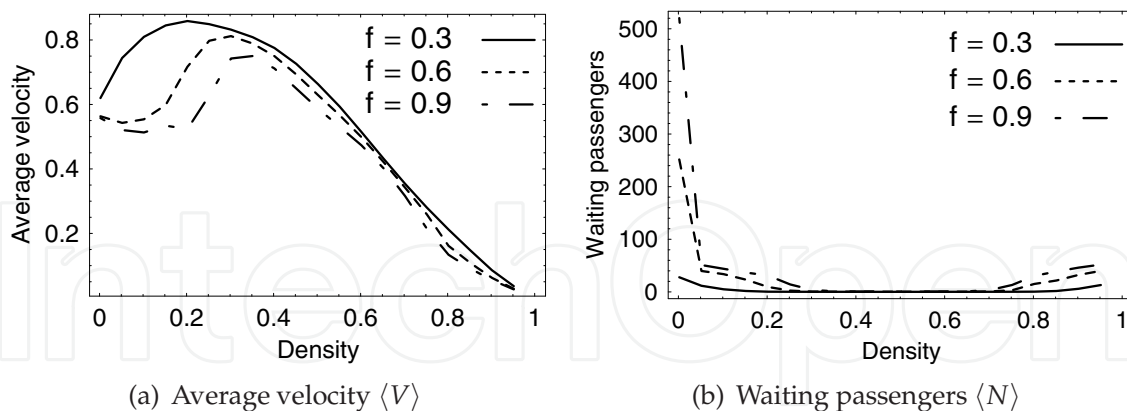 0.8
0.6
0.4
0.2
0
0.2
0.4
0.6
0.8
1
Average velocity
Density
f = 0.3
f = 0.6
f = 0.9
(a) Average velocity ⟨V⟩
500
400
300
200
100
0
0
0.2
0.4
0.6
0.8
1
Waiting passengers
Density
f = 0.3
f = 0.6
f = 0.9
(b) Waiting passengers ⟨N⟩
IntechOpen